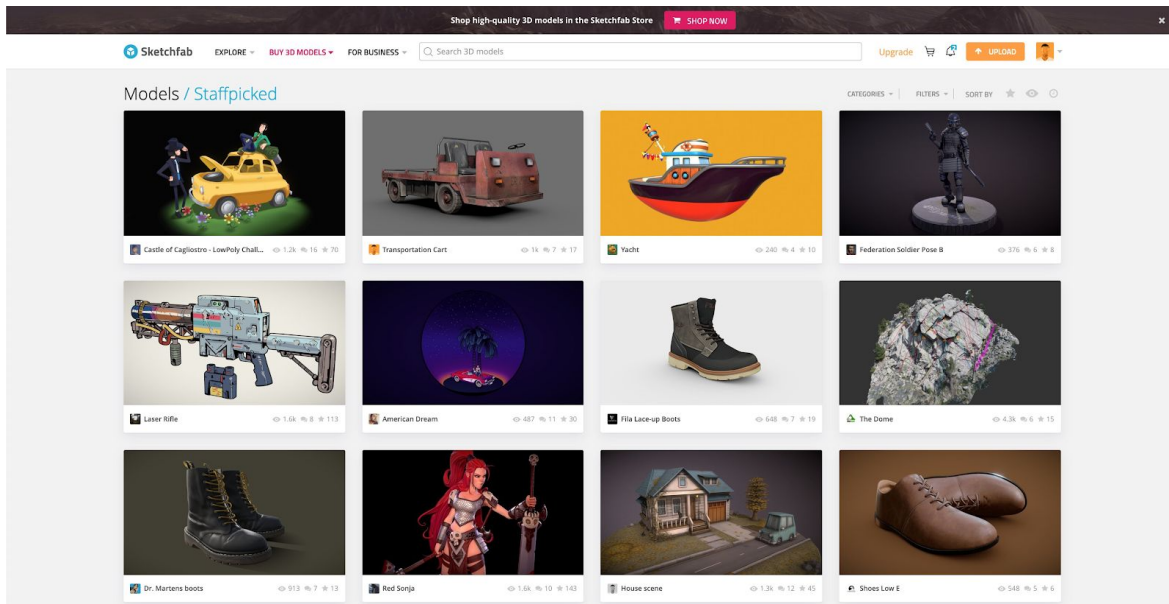 Shop high-quality 3D models in the Sketchfab Store SHOP NOW
Sketchfab EXPLORE BUY 3D MODELS FOR BUSINESS Search 3D models Upgrade 2 UPLOAD
Models / Staffpicked CATEGORIES FILTERS SORT BY
Castle of Cagliostro - LowPoly Chall... 1.2k 16 70
Transportation Cart 1k 7 17
Yacht 240 4 10
Federation Soldier Pose B 376 6 8
Laser Rifle 1.6k 8 113
American Dream 487 11 30
Fila Lace-up Boots 648 7 19
The Dome 4.3k 6 15
Dr. Martens boots 913 7 13
Red Sonja 1.6k 10 143
House scene 1.3k 12 45
Shoes Low E 548 5 6